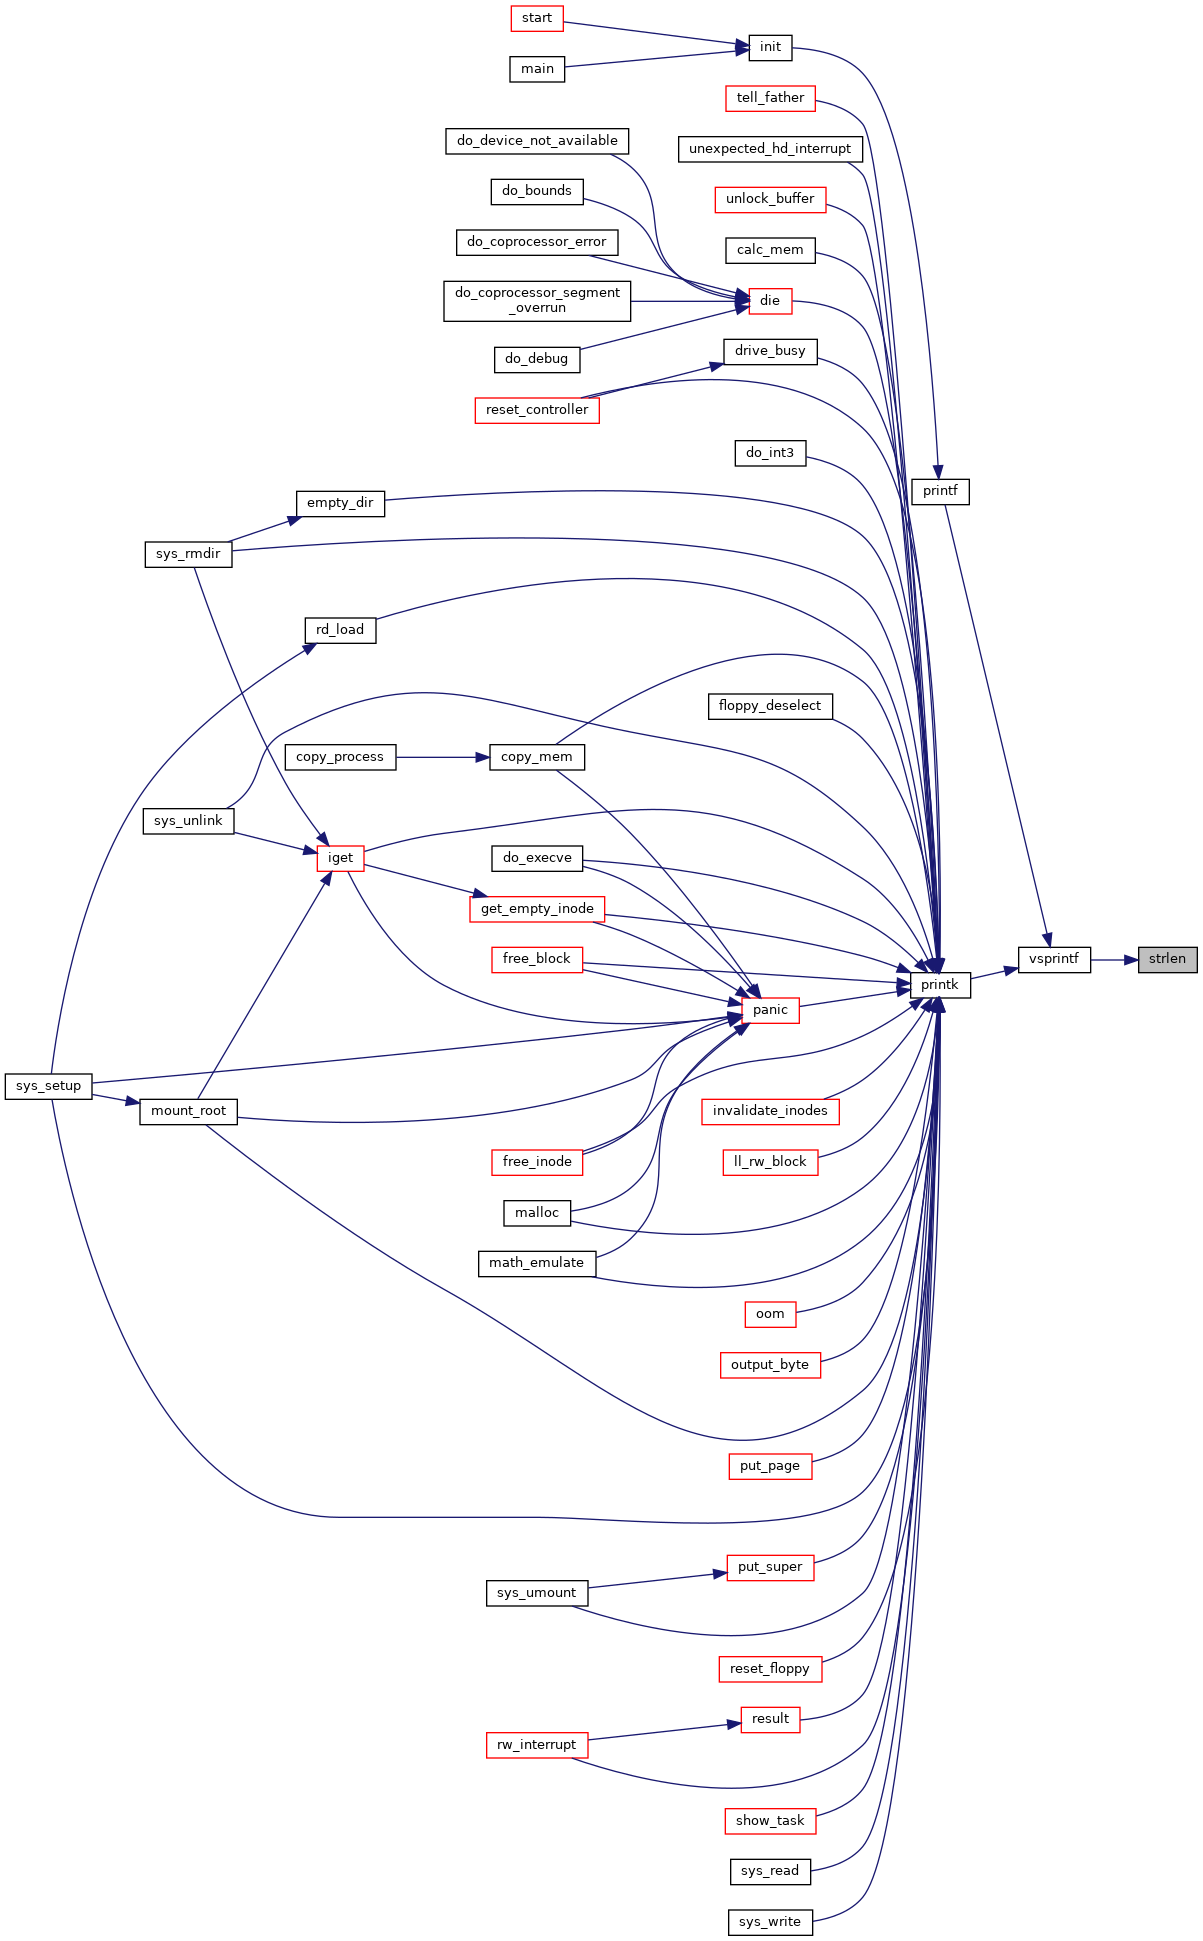 start
init
main
tell_father
do_device_not_available
unexpected_hd_interrupt
do_bounds
unlock_buffer
do_coprocessor_error
calc_mem
do_coprocessor_segment
_overrun
die
do_debug
drive_busy
reset_controller
do_int3
printf
empty_dir
sys_rmdir
rd_load
floppy_deselect
copy_process
copy_mem
sys_unlink
iget
do_execve
get_empty_inode
free_block
vsprintf
strlen
printk
panic
sys_setup
mount_root
invalidate_inodes
free_inode
ll_rw_block
malloc
math_emulate
oom
output_byte
put_page
put_super
sys_umount
reset_floppy
result
rw_interrupt
show_task
sys_read
sys_write